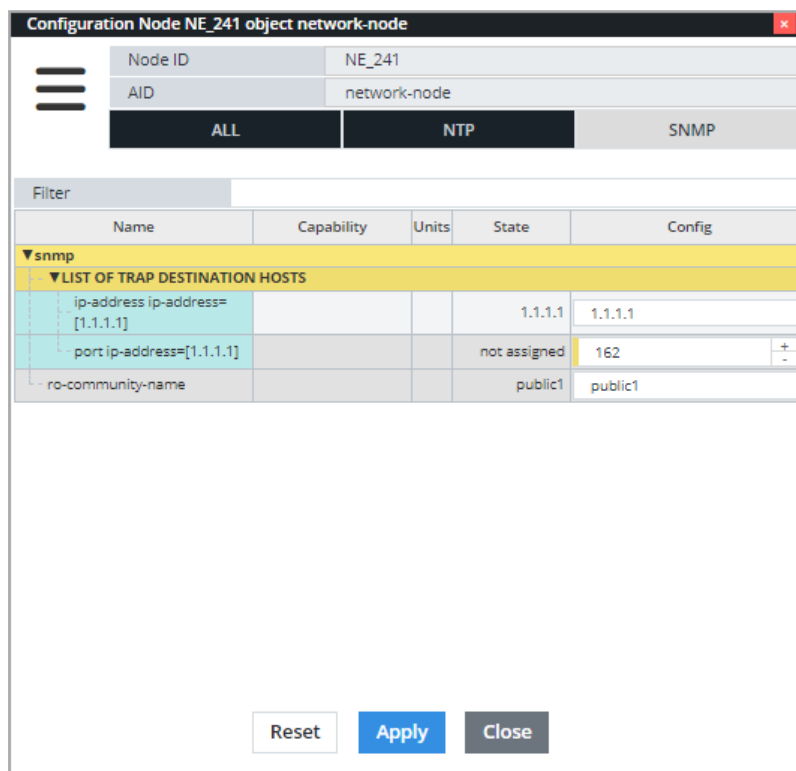 Configuration Node NE_241 object network-node ×
Node ID NE_241
AID network-node
ALL NTP SNMP
Filter
Name Capability Units State Config
▼snmp
▼LIST OF TRAP DESTINATION HOSTS
ip-address ip-address=
[1.1.1.1] 1.1.1.1 1.1.1.1
port ip-address=[1.1.1.1] not assigned 162 + -
ro-community-name public1 public1
Reset Apply Close